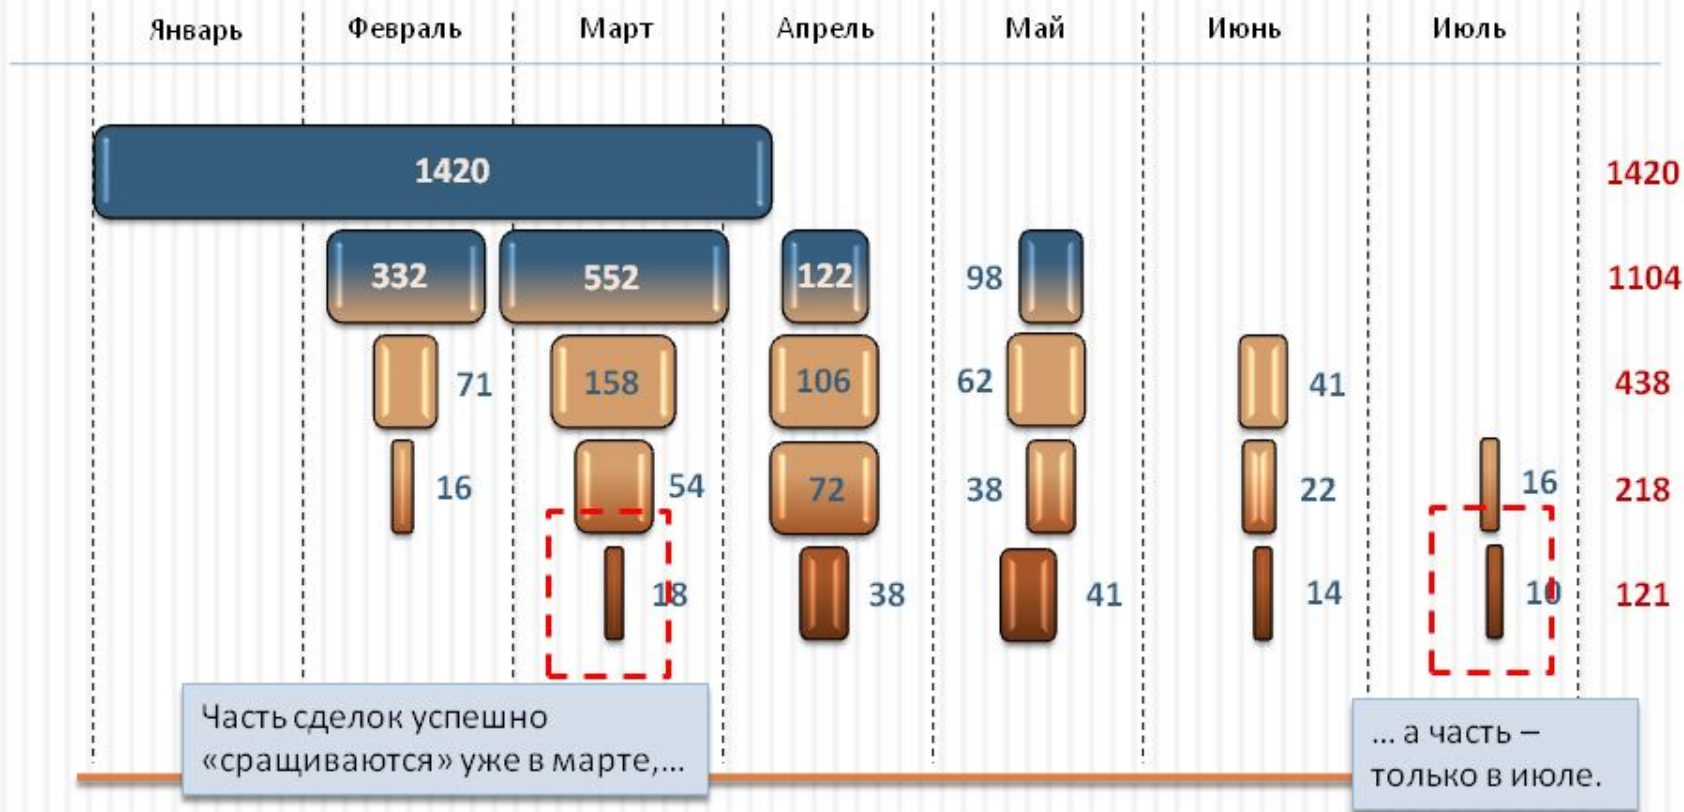 Январь Февраль Март Апрель Май Июнь Июль
1420 1420
332 552 122 98 1104
71 158 106 62 41 438
16 54 72 38 22 16 218
18 38 41 14 10 121
Часть сделок успешно
«сращиваются» уже в марте,...
... а часть –
только в июле.